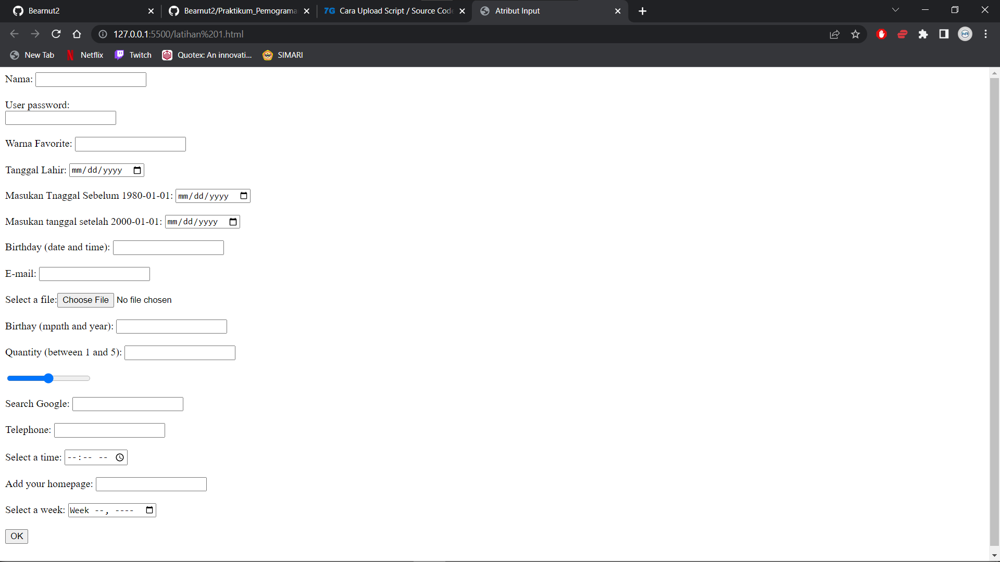 Bearnut2
Bearnut2/Praktikum_Pemograma
7G Cara Upload Script / Source Code
Atribut Input
127.0.0.1:5500/latihan%201.html
New Tab
Netflix
Twitch
Quotex: An innovati...
SIMARI
Nama:
User password:
Warna Favorite:
Tanggal Lahir: mm/dd/yyyy
Masukan Tnaggal Sebelum 1980-01-01: mm/dd/yyyy
Masukan tanggal setelah 2000-01-01: mm/dd/yyyy
Birthday (date and time):
E-mail:
Select a file: Choose File No file chosen
Birthay (mpnth and year):
Quantity (between 1 and 5):
Search Google:
Telephone:
Select a time: --:-- --
Add your homepage:
Select a week: Week --, ----
OK